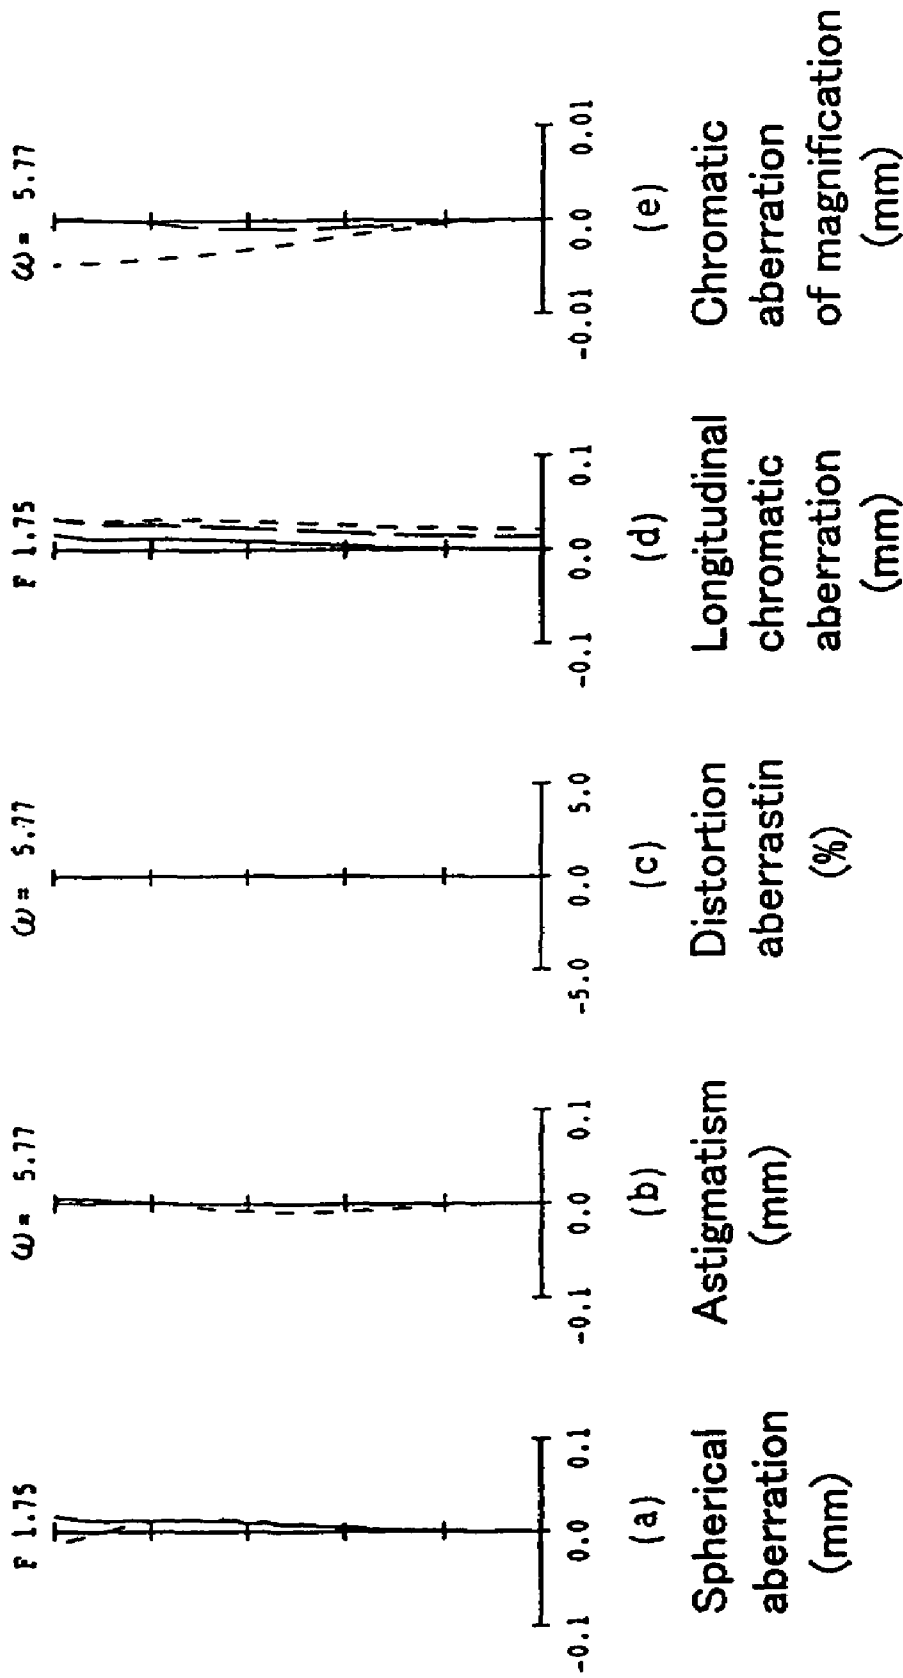 F 1.75
-0.1 0.0 0.1
(a)
Spherical
aberration
(mm)
ω= 5.77
-0.1 0.0 0.1
(b)
Astigmatism
(mm)
ω= 5.77
-5.0 0.0 5.0
(c)
Distortion
aberrastin
(%)
F 1.75
-0.1 0.0 0.1
(d)
Longitudinal
chromatic
aberration
(mm)
ω= 5.77
-0.01 0.0 0.01
(e)
Chromatic
aberration
of magnification
(mm)